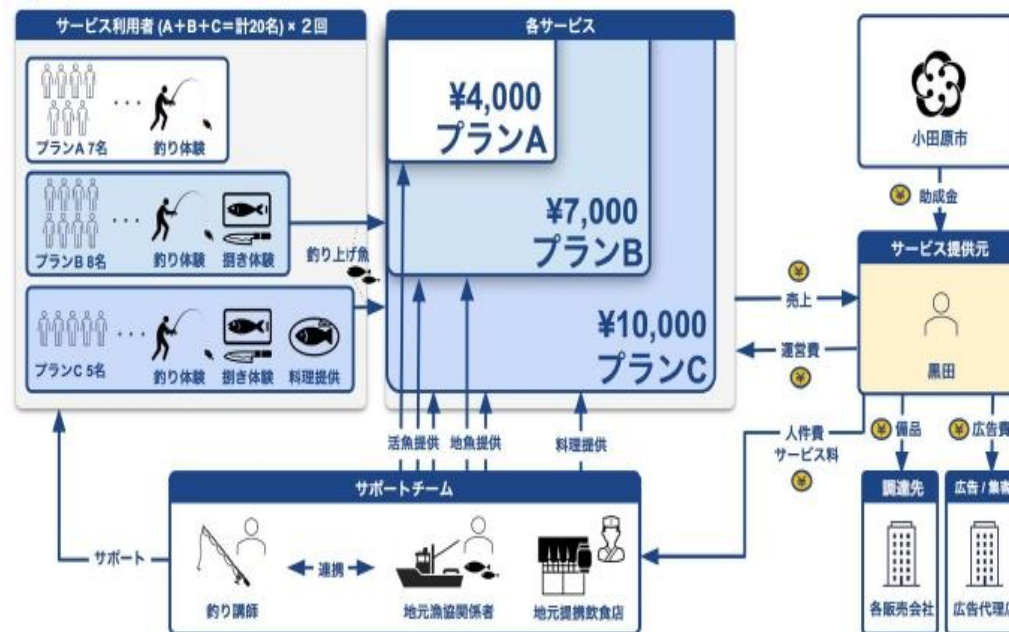 サービス利用者 (A+B+C=計20名) × 2回
プランA 7名
釣り体験
プランB 8名
釣り体験
捌き体験
プランC 5名
釣り体験
捌き体験
料理提供
釣り上げ魚
各サービス
¥4,000
プランA
¥7,000
プランB
¥10,000
プランC
小田原市
助成金
サービス提供元
黒田
売上
運営費
人件費
サービス料
備品
広告費
調達先
各販売会社
広告 / 集客
広告代理店
活魚提供
地魚提供
料理提供
サポートチーム
釣り講師
連携
地元漁協関係者
地元提携飲食店
サポート